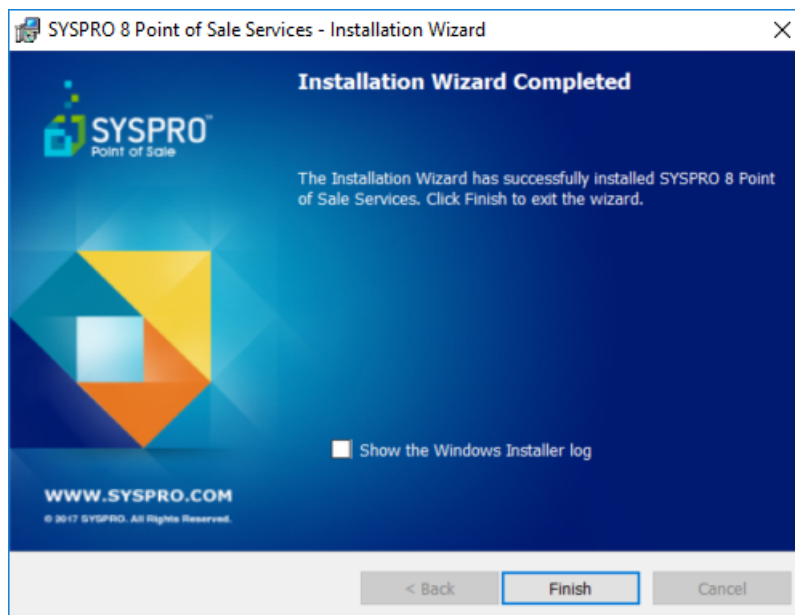 SYSPRO 8 Point of Sale Services - Installation Wizard
Installation Wizard Completed
SYSPRO™
Point of Sale
The Installation Wizard has successfully installed SYSPRO 8 Point
of Sale Services. Click Finish to exit the wizard.
Show the Windows Installer log
WWW.SYSPRO.COM
© 2017 SYSPRO. All Rights Reserved.
< Back
Finish
Cancel